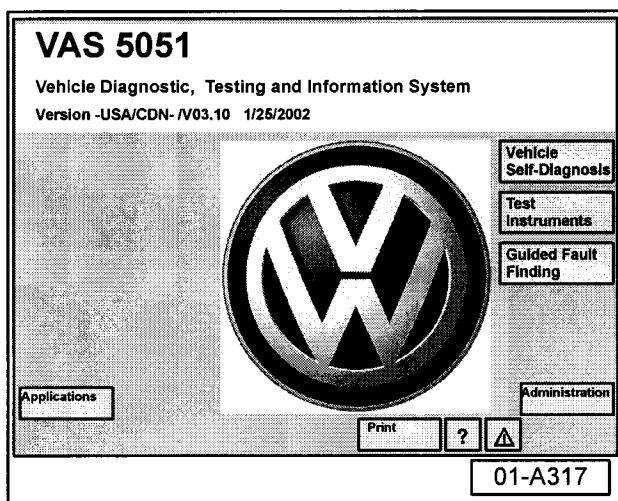 VAS 5051
Vehicle Diagnostic, Testing and Information System
Version -USA/CDN- /V03.10 1/25/2002
Vehicle
Self-Diagnosis
Test
Instruments
Guided Fault
Finding
Applications
Administration
Print
?
01-A317